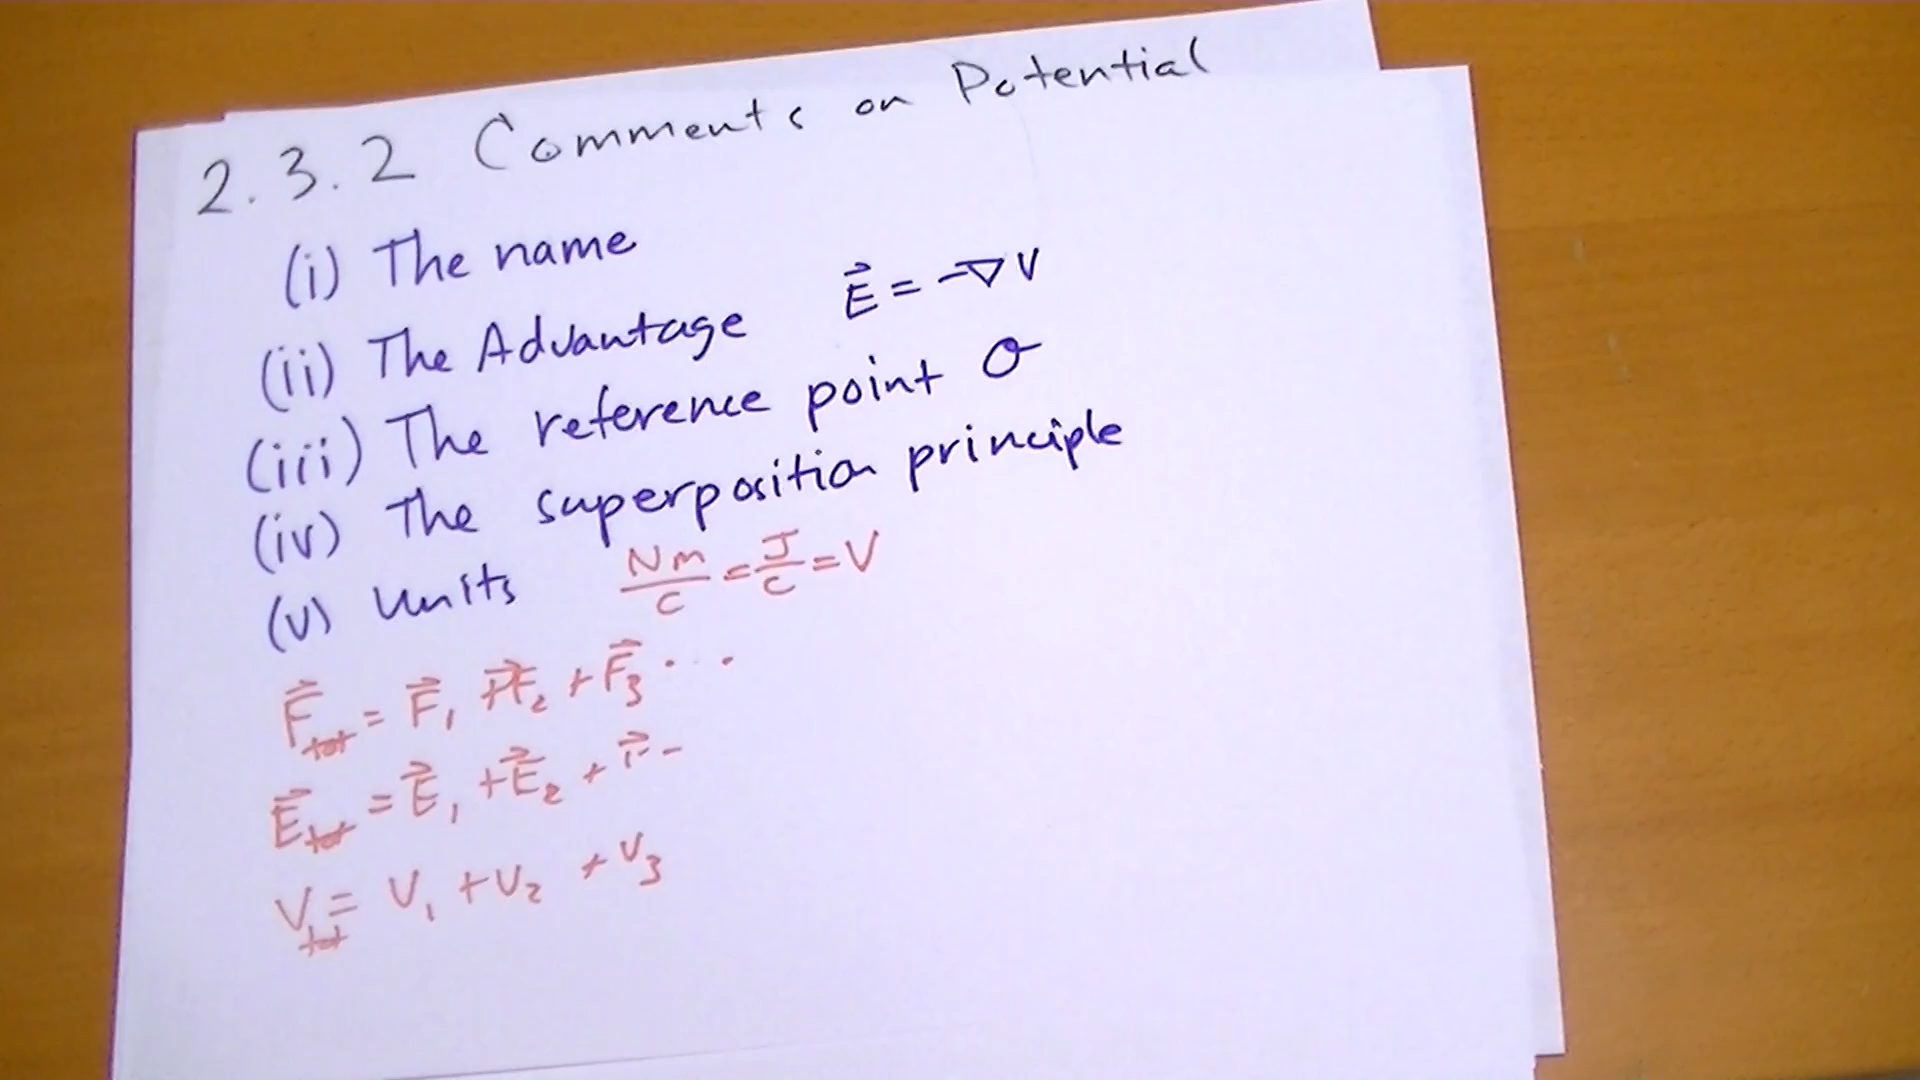 2.3.2 Comments on Potential
(i) The name
(ii) The Advantage E⃗ = -∇V
(iii) The reference point O
(iv) The superposition principle
(v) Units Nm/C = J/C = V
F⃗tot = F⃗1 + F⃗2 + F⃗3 . . .
E⃗tot = E⃗1 + E⃗2 +
Vtot = V1 + V2 + V3